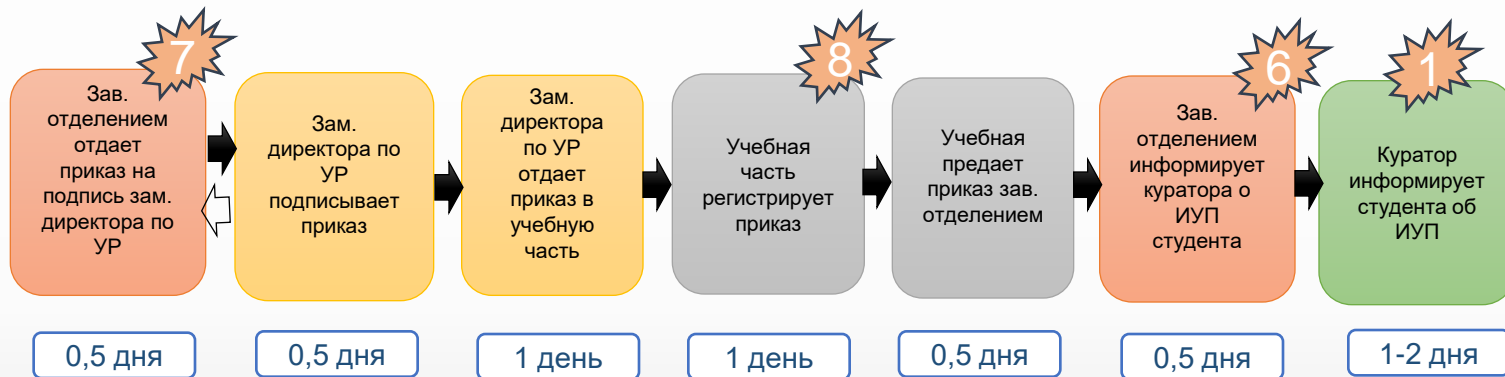 7
Зав.
отделением
отдает
приказ на
подпись зам.
директора по
УР
Зам.
директора по
УР
подписывает
приказ
Зам.
директора
по УР
отдает
приказ в
учебную
часть
8
Учебная
часть
регистрирует
приказ
Учебная
предает
приказ зав.
отделением
6
Зав.
отделением
информирует
куратора о
ИУП
студента
1
Куратор
информирует
студента об
ИУП
0,5 дня
0,5 дня
1 день
1 день
0,5 дня
0,5 дня
1-2 дня